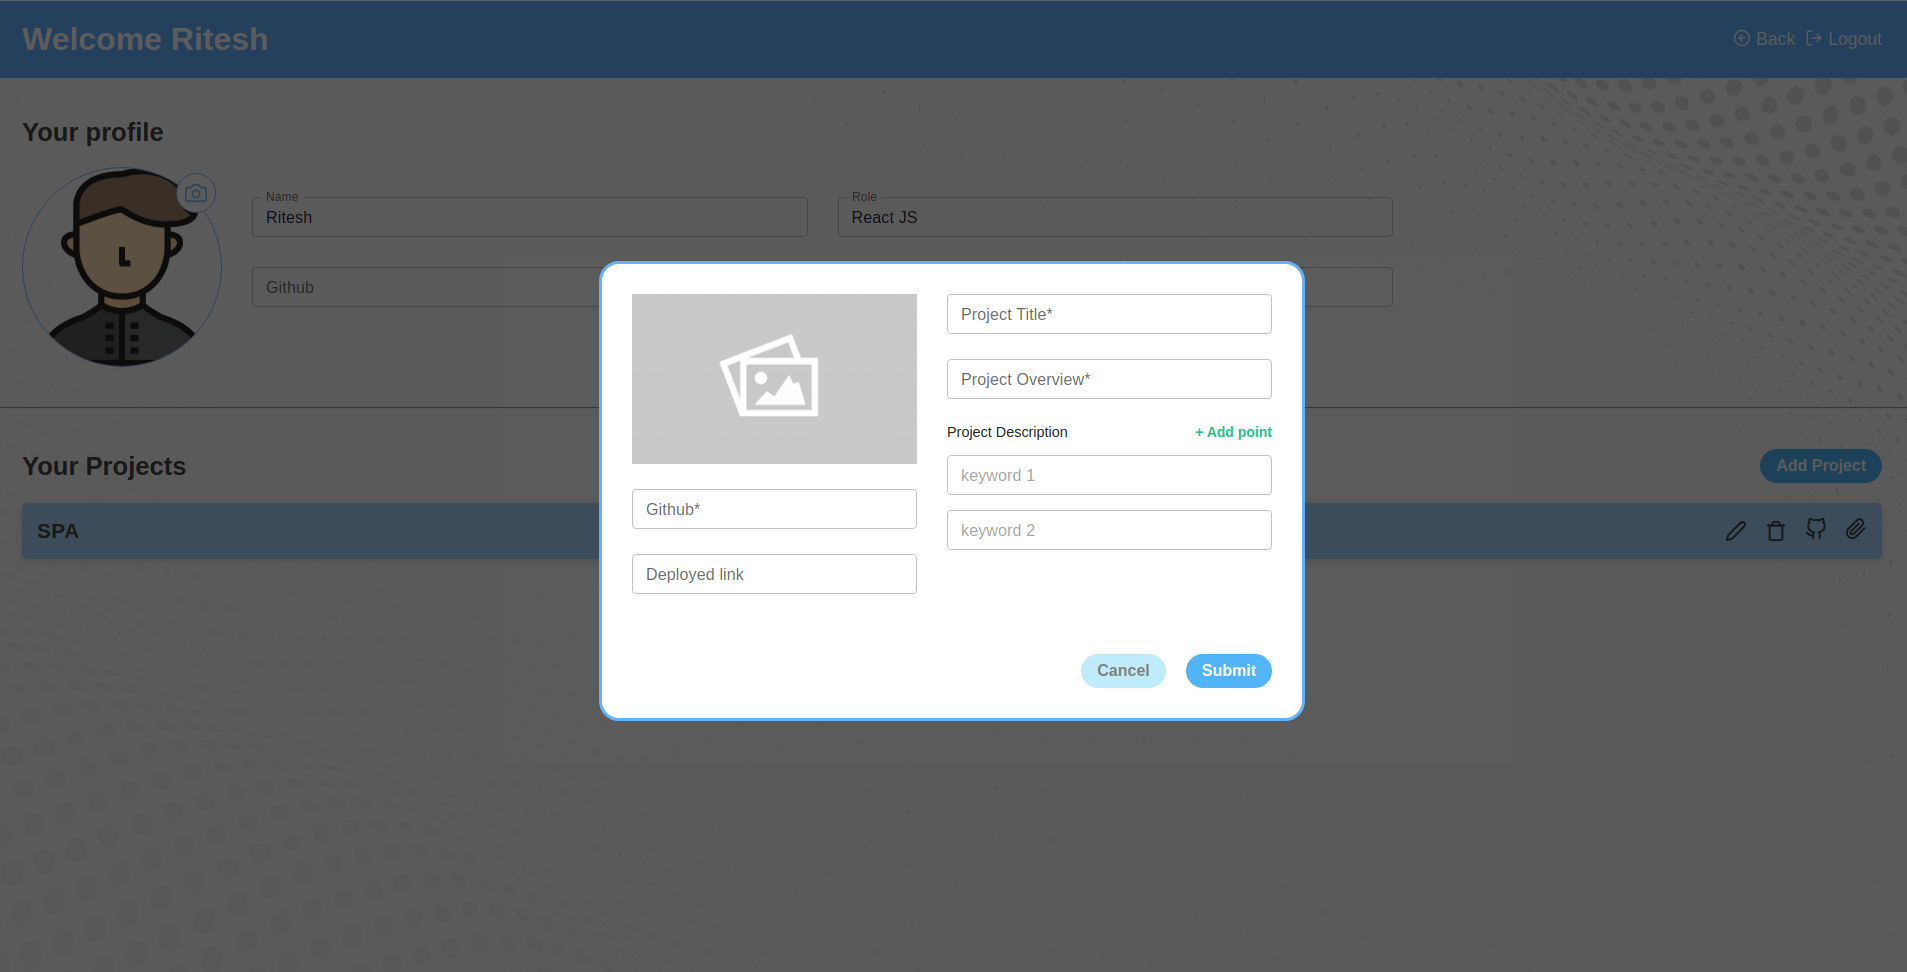 Welcome Ritesh
Back Logout
Your profile
Name
Ritesh
Role
React JS
Github
Your Projects
Add Project
SPA
Project Title*
Project Overview*
Project Description + Add point
keyword 1
keyword 2
Github*
Deployed link
Cancel Submit